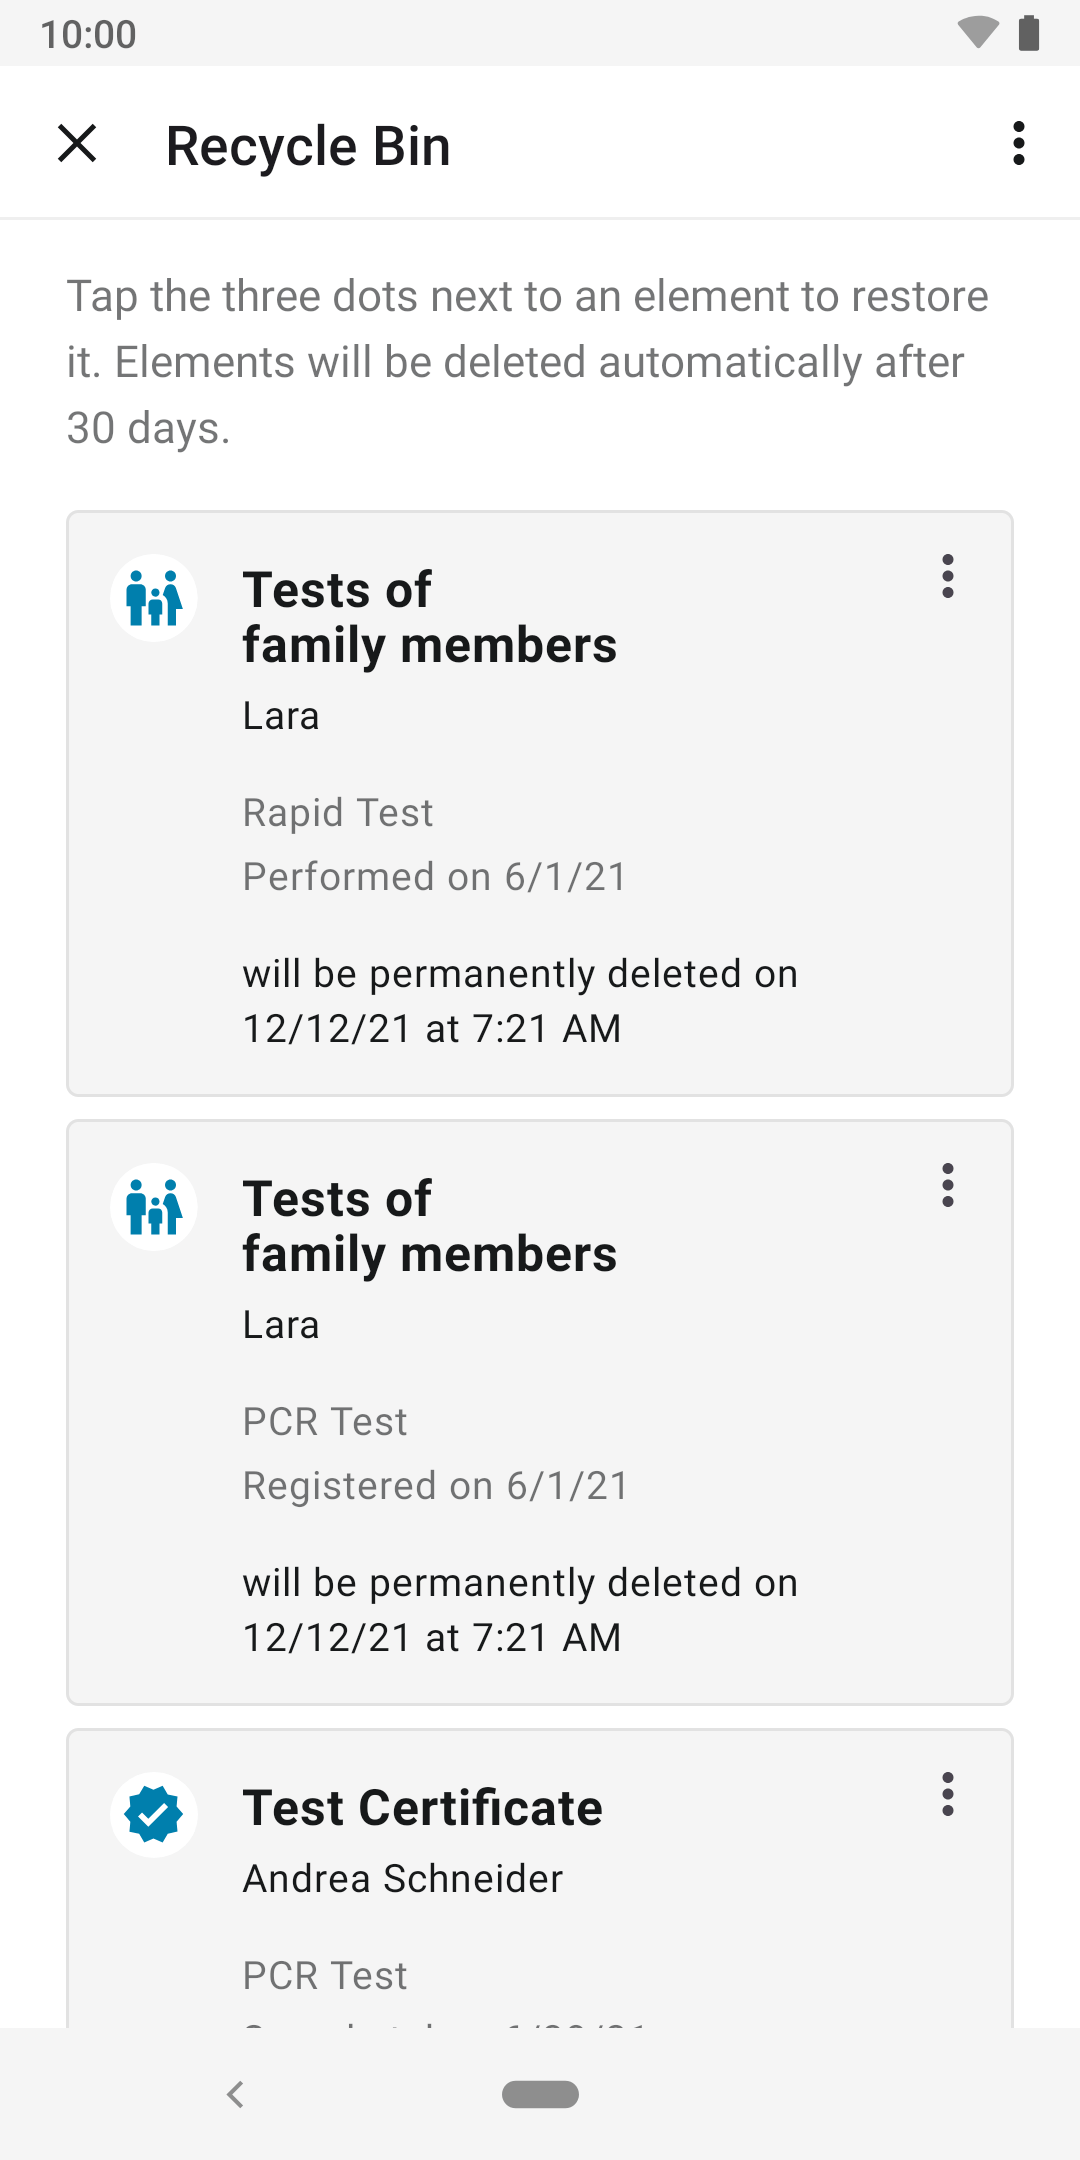 10:00
Recycle Bin
Tap the three dots next to an element to restore
it. Elements will be deleted automatically after
30 days.
Tests of
family members
Lara
Rapid Test
Performed on 6/1/21
will be permanently deleted on
12/12/21 at 7:21 AM
Tests of
family members
Lara
PCR Test
Registered on 6/1/21
will be permanently deleted on
12/12/21 at 7:21 AM
Test Certificate
Andrea Schneider
PCR Test